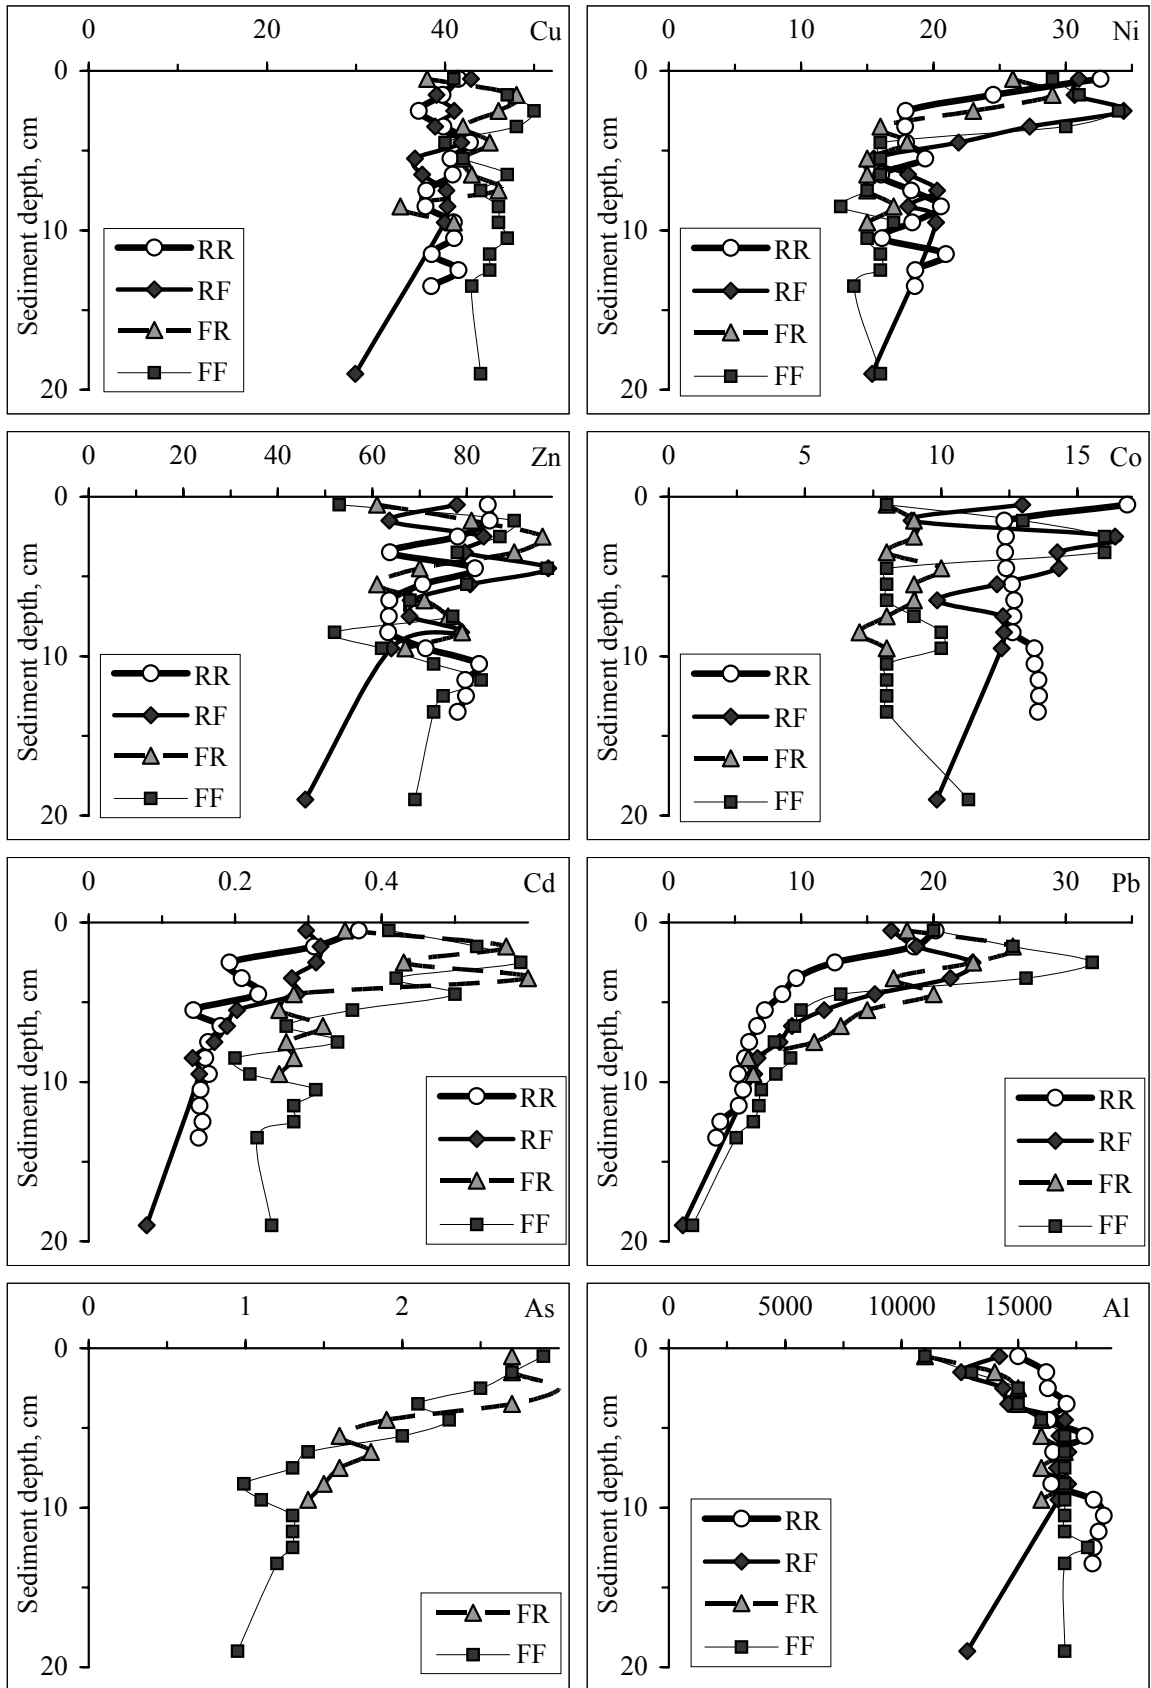 0 20 40 Cu
0
10
20
Sediment depth, cm
RR
RF
FR
FF
0 10 20 30 Ni
0
10
20
Sediment depth, cm
RR
RF
FR
FF
0 20 40 60 80 Zn
0
10
20
Sediment depth, cm
RR
RF
FR
FF
0 5 10 15 Co
0
10
20
Sediment depth, cm
RR
RF
FR
FF
0 0.2 0.4 Cd
0
10
20
Sediment depth, cm
RR
RF
FR
FF
0 10 20 30 Pb
0
10
20
Sediment depth, cm
RR
RF
FR
FF
0 1 2 As
0
10
20
Sediment depth, cm
FR
FF
0 5000 10000 15000 Al
0
10
20
Sediment depth, cm
RR
RF
FR
FF